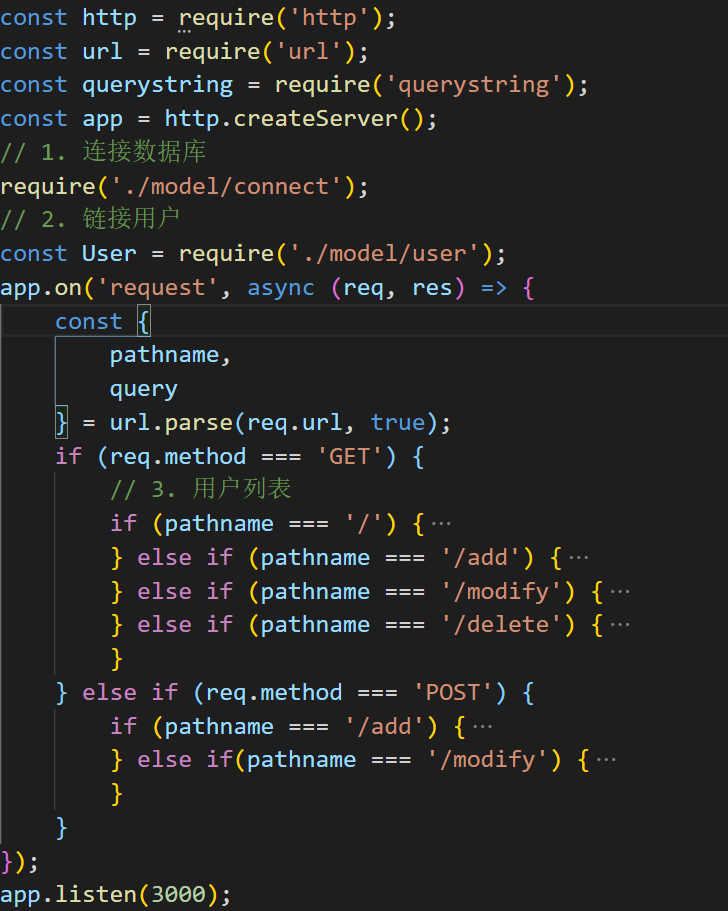 const http = require('http');
const url = require('url');
const querystring = require('querystring');
const app = http.createServer();
// 1. 连接数据库
require('./model/connect');
// 2. 链接用户
const User = require('./model/user');
app.on('request', async (req, res) => {
    const {
        pathname,
        query
    } = url.parse(req.url, true);
    if (req.method === 'GET') {
        // 3. 用户列表
        if (pathname === '/') {···
        } else if (pathname === '/add') {···
        } else if (pathname === '/modify') {···
        } else if (pathname === '/delete') {···
        }
    } else if (req.method === 'POST') {
        if (pathname === '/add') {···
        } else if(pathname === '/modify') {···
        }
    }
});
app.listen(3000);